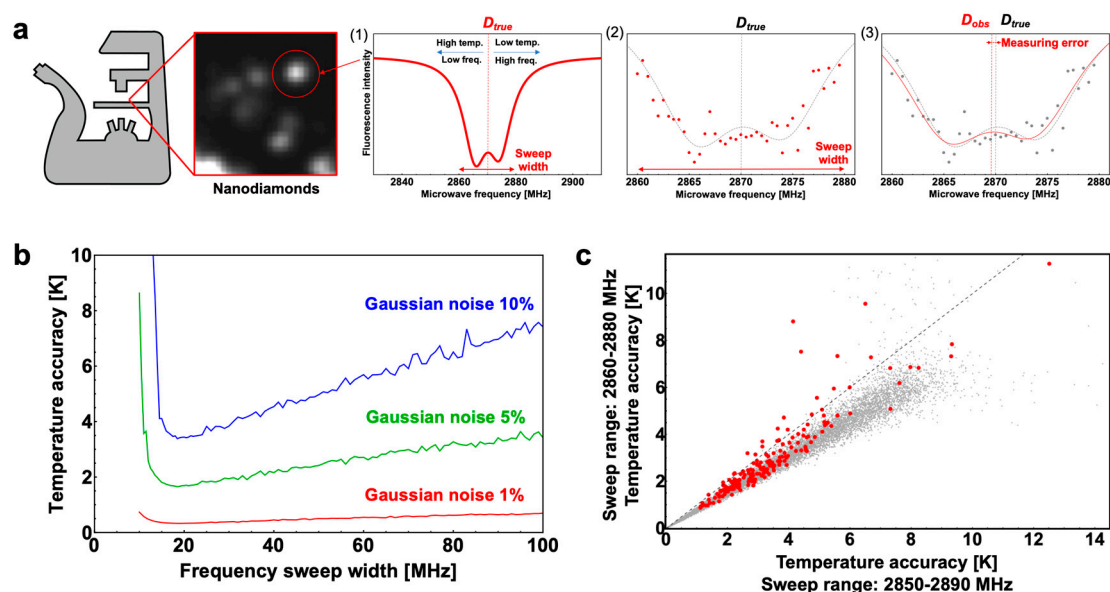 a
Nanodiamonds
(1)
D_true
High temp.
Low freq.
Low temp.
High freq.
Sweep
width
Fluorescence intensity
2840 2860 2880 2900
Microwave frequency [MHz]
(2)
D_true
Sweep
width
2860 2865 2870 2875 2880
Microwave frequency [MHz]
(3)
D_obs D_true
Measuring error
2860 2865 2870 2875 2880
Microwave frequency [MHz]
b
Temperature accuracy [K]
10
8
6
4
2
0
Gaussian noise 10%
Gaussian noise 5%
Gaussian noise 1%
0 20 40 60 80 100
Frequency sweep width [MHz]
c
Sweep range: 2860-2880 MHz
Temperature accuracy [K]
10
8
6
4
2
0
0 2 4 6 8 10 12 14
Temperature accuracy [K]
Sweep range: 2850-2890 MHz